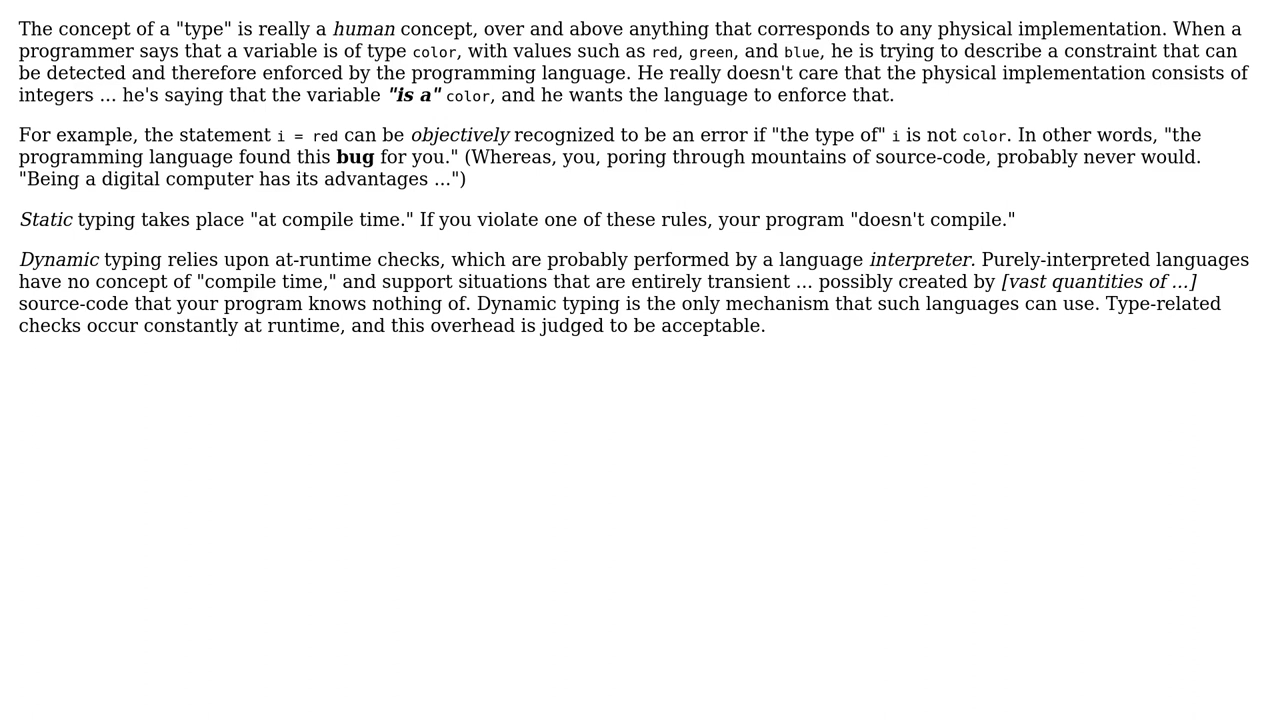 The concept of a "type" is really a human concept, over and above anything that corresponds to any physical implementation. When a
programmer says that a variable is of type color, with values such as red, green, and blue, he is trying to describe a constraint that can
be detected and therefore enforced by the programming language. He really doesn't care that the physical implementation consists of
integers ... he's saying that the variable "is a" color, and he wants the language to enforce that.
For example, the statement i = red can be objectively recognized to be an error if "the type of" i is not color. In other words, "the
programming language found this bug for you." (Whereas, you, poring through mountains of source-code, probably never would.
"Being a digital computer has its advantages ...")
Static typing takes place "at compile time." If you violate one of these rules, your program "doesn't compile."
Dynamic typing relies upon at-runtime checks, which are probably performed by a language interpreter. Purely-interpreted languages
have no concept of "compile time," and support situations that are entirely transient ... possibly created by [vast quantities of ...]
source-code that your program knows nothing of. Dynamic typing is the only mechanism that such languages can use. Type-related
checks occur constantly at runtime, and this overhead is judged to be acceptable.